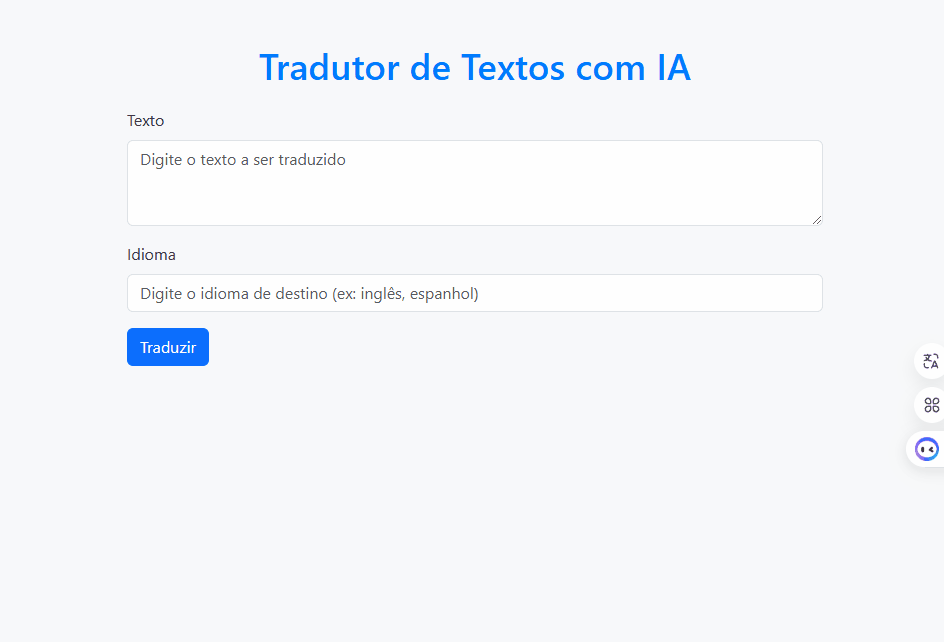 Tradutor de Textos com IA
Texto
Digite o texto a ser traduzido
Idioma
Digite o idioma de destino (ex: inglês, espanhol)
Traduzir